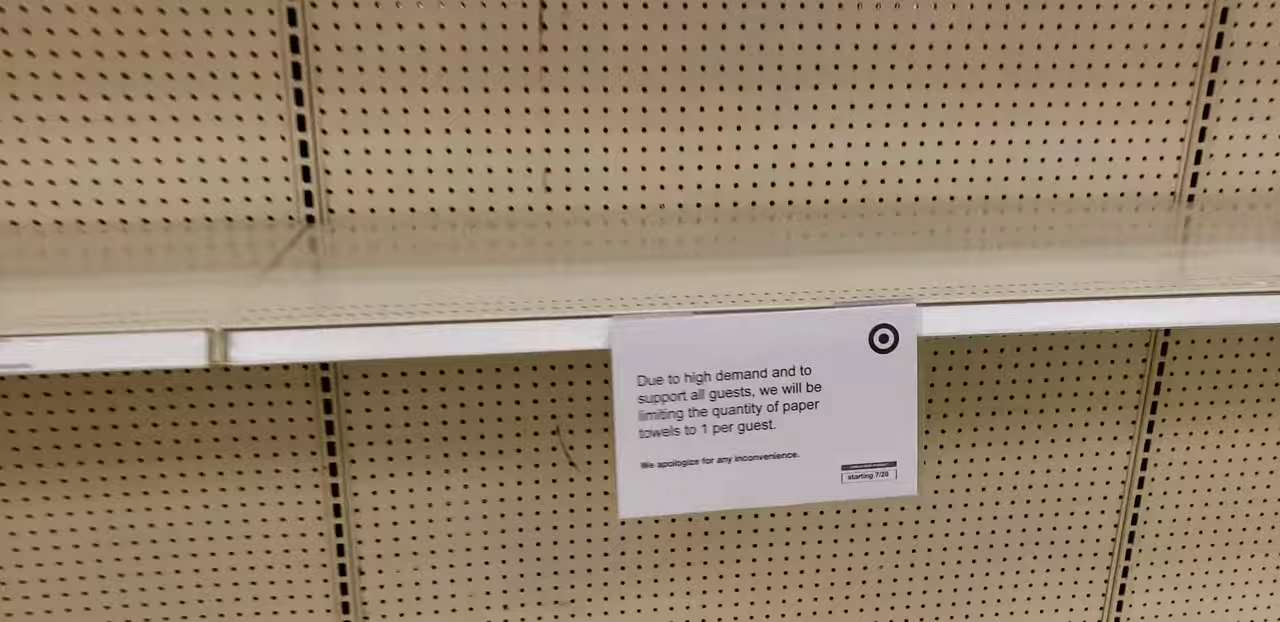 Due to high demand and to
support all guests, we will be
limiting the quantity of paper
towels to 1 per guest.
We apologize for any inconvenience.
starting 7/20